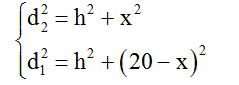 d₂² = h² + x²
d₁² = h² + (20 − x)²